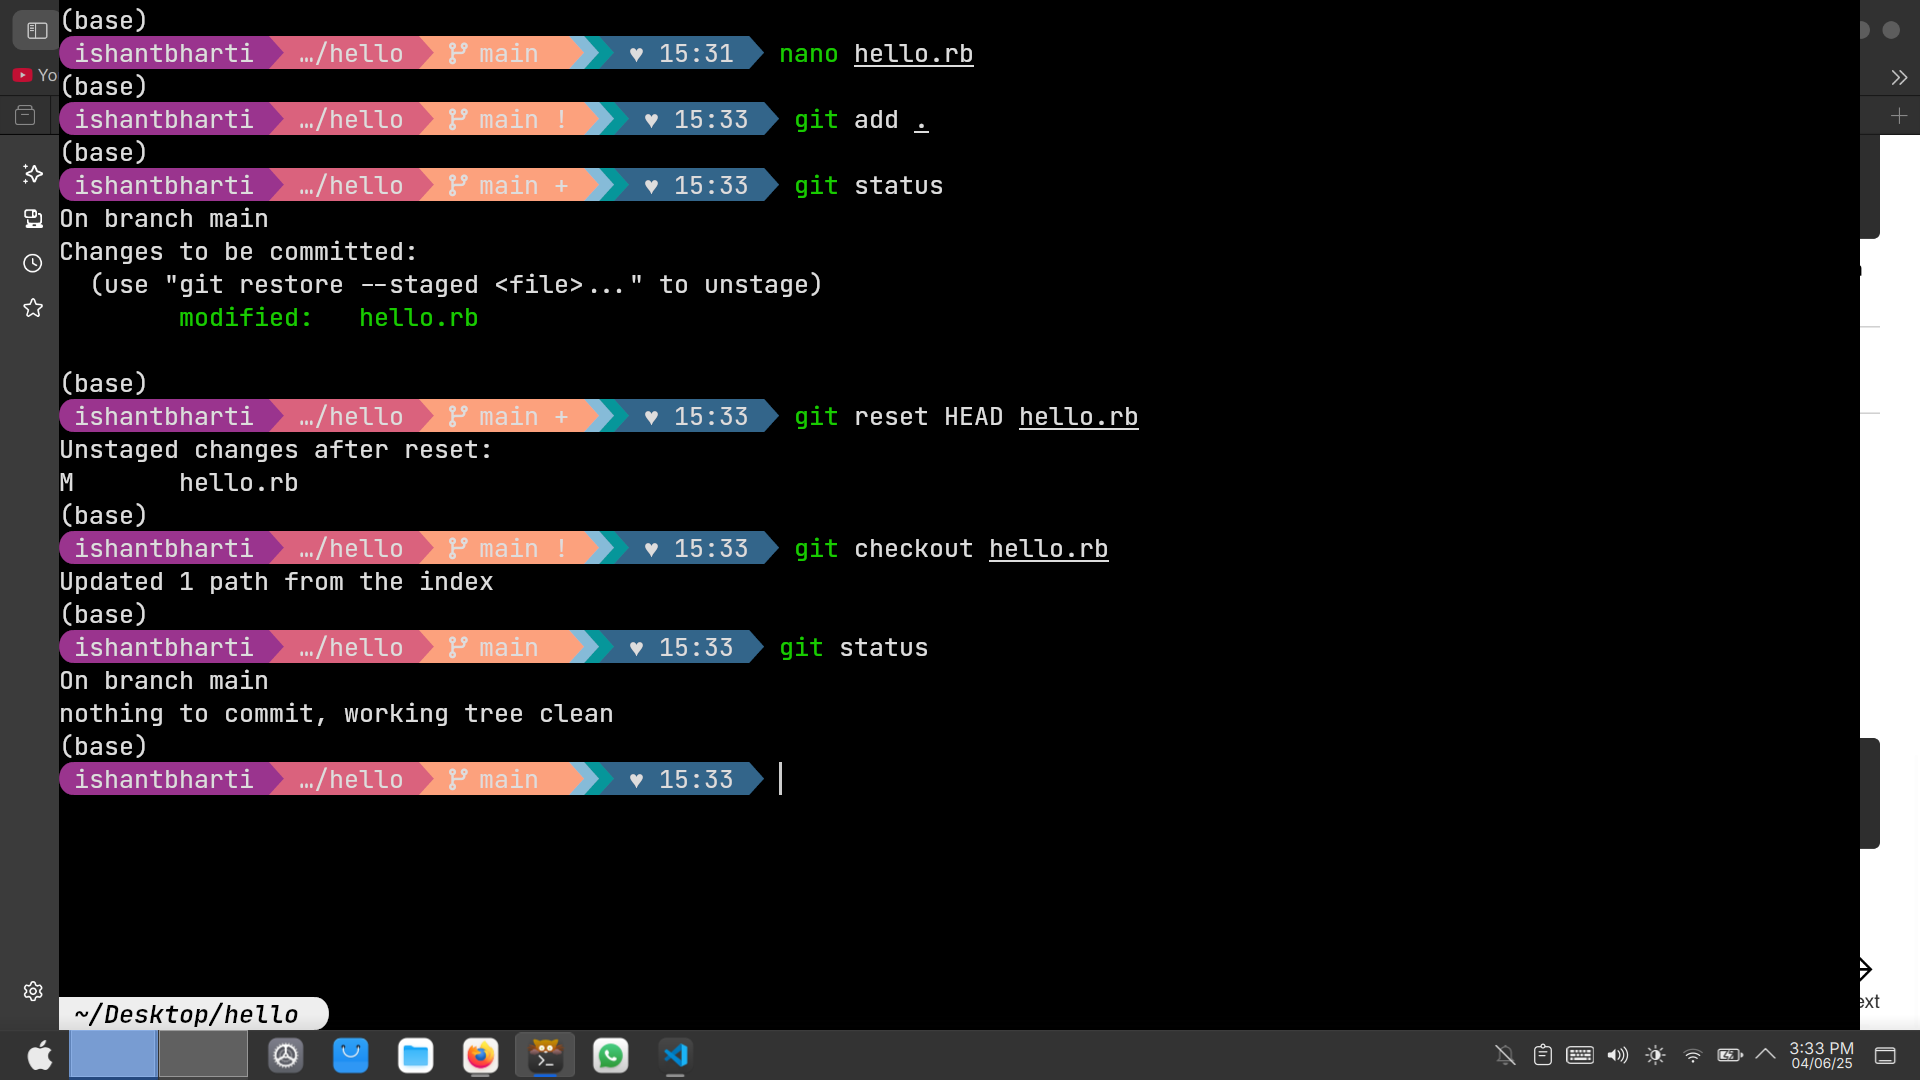 (base)
ishantbharti …/hello main ♥ 15:31 nano hello.rb
(base)
ishantbharti …/hello main ! ♥ 15:33 git add .
(base)
ishantbharti …/hello main + ♥ 15:33 git status
On branch main
Changes to be committed:
(use "git restore --staged <file>..." to unstage)
modified: hello.rb
(base)
ishantbharti …/hello main + ♥ 15:33 git reset HEAD hello.rb
Unstaged changes after reset:
M hello.rb
(base)
ishantbharti …/hello main ! ♥ 15:33 git checkout hello.rb
Updated 1 path from the index
(base)
ishantbharti …/hello main ♥ 15:33 git status
On branch main
nothing to commit, working tree clean
(base)
ishantbharti …/hello main ♥ 15:33
~/Desktop/hello
Yo
ext
3:33 PM
04/06/25